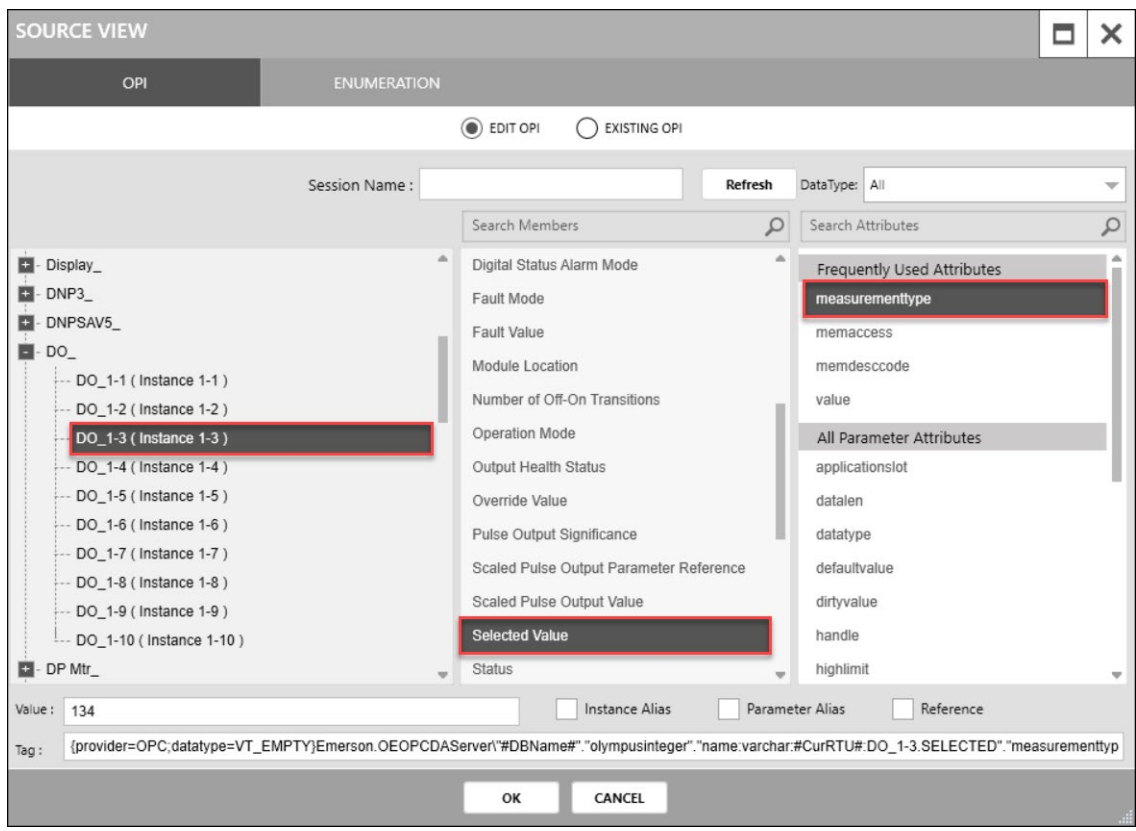 SOURCE VIEW
OPI
ENUMERATION
EDIT OPI
EXISTING OPI
Session Name :
Refresh
DataType:
All
Search Members
Search Attributes
Display_
DNP3_
DNPSAV5_
DO_
DO_1-1 ( Instance 1-1 )
DO_1-2 ( Instance 1-2 )
DO_1-3 ( Instance 1-3 )
DO_1-4 ( Instance 1-4 )
DO_1-5 ( Instance 1-5 )
DO_1-6 ( Instance 1-6 )
DO_1-7 ( Instance 1-7 )
DO_1-8 ( Instance 1-8 )
DO_1-9 ( Instance 1-9 )
DO_1-10 ( Instance 1-10 )
DP Mtr_
Digital Status Alarm Mode
Fault Mode
Fault Value
Module Location
Number of Off-On Transitions
Operation Mode
Output Health Status
Override Value
Pulse Output Significance
Scaled Pulse Output Parameter Reference
Scaled Pulse Output Value
Selected Value
Status
Frequently Used Attributes
measurementtype
memaccess
memdesccode
value
All Parameter Attributes
applicationslot
datalen
datatype
defaultvalue
dirtyvalue
handle
highlimit
Value :
134
Instance Alias
Parameter Alias
Reference
Tag :
{provider=OPC;datatype=VT_EMPTY}Emerson.OEOPCDAServer\"#DBName#"."olympusinteger"."name:varchar:#CurRTU#:DO_1-3.SELECTED"."measurementtyp
OK
CANCEL